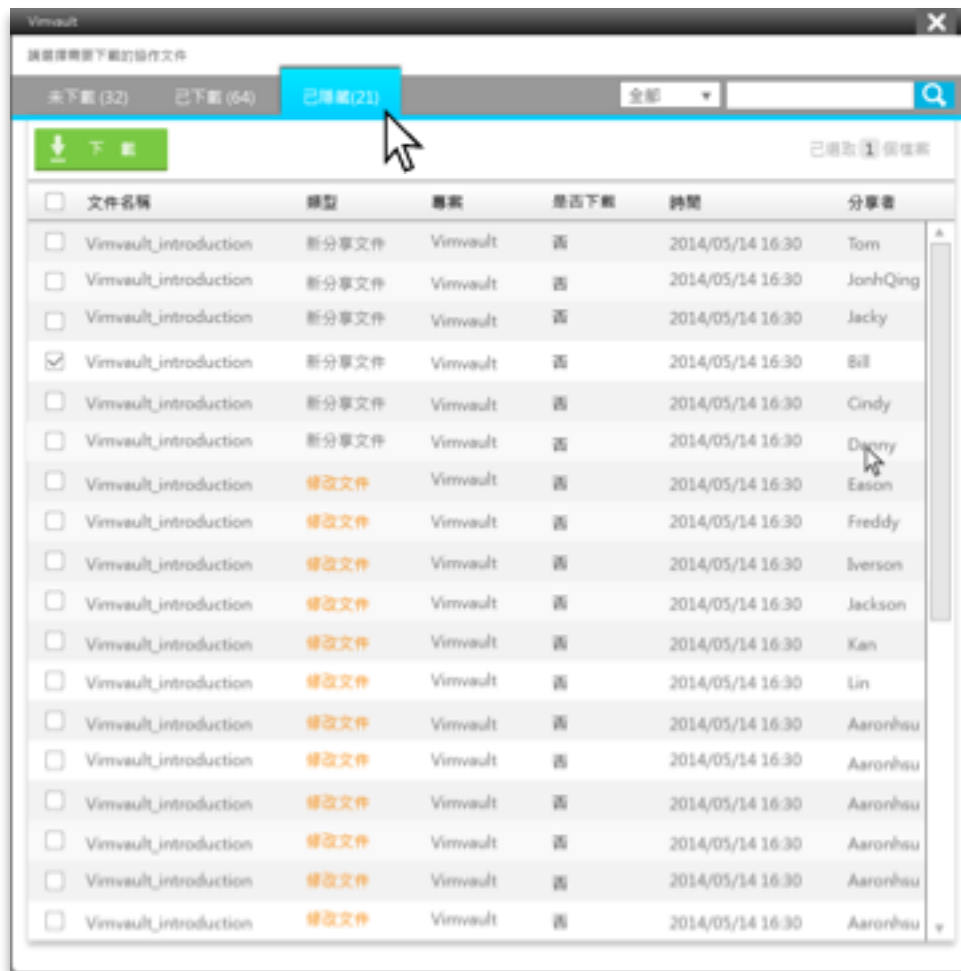 Vimvault
請選擇需要下載的協作文件
未下載 (32) 已下載 (64) 已隱藏(21) 全部
下 載 已選取 1 個檔案
文件名稱 類型 專案 是否下載 時間 分享者
Vimvault_introduction 新分享文件 Vimvault 否 2014/05/14 16:30 Tom
Vimvault_introduction 新分享文件 Vimvault 否 2014/05/14 16:30 JonhQing
Vimvault_introduction 新分享文件 Vimvault 否 2014/05/14 16:30 Jacky
Vimvault_introduction 新分享文件 Vimvault 否 2014/05/14 16:30 Bill
Vimvault_introduction 新分享文件 Vimvault 否 2014/05/14 16:30 Cindy
Vimvault_introduction 新分享文件 Vimvault 否 2014/05/14 16:30 Danny
Vimvault_introduction 修改文件 Vimvault 否 2014/05/14 16:30 Eason
Vimvault_introduction 修改文件 Vimvault 否 2014/05/14 16:30 Freddy
Vimvault_introduction 修改文件 Vimvault 否 2014/05/14 16:30 Iverson
Vimvault_introduction 修改文件 Vimvault 否 2014/05/14 16:30 Jackson
Vimvault_introduction 修改文件 Vimvault 否 2014/05/14 16:30 Kan
Vimvault_introduction 修改文件 Vimvault 否 2014/05/14 16:30 Lin
Vimvault_introduction 修改文件 Vimvault 否 2014/05/14 16:30 Aaronhsu
Vimvault_introduction 修改文件 Vimvault 否 2014/05/14 16:30 Aaronhsu
Vimvault_introduction 修改文件 Vimvault 否 2014/05/14 16:30 Aaronhsu
Vimvault_introduction 修改文件 Vimvault 否 2014/05/14 16:30 Aaronhsu
Vimvault_introduction 修改文件 Vimvault 否 2014/05/14 16:30 Aaronhsu
Vimvault_introduction 修改文件 Vimvault 否 2014/05/14 16:30 Aaronhsu